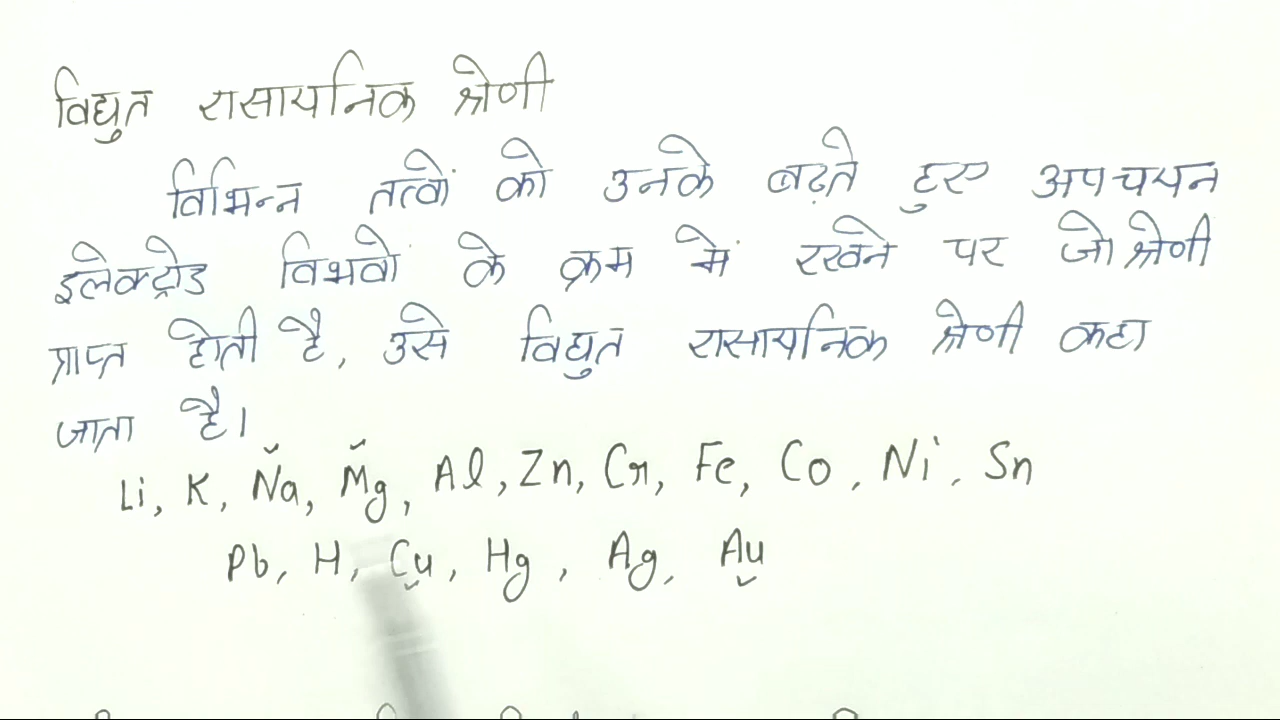 विद्युत रासायनिक श्रेणी
विभिन्न तत्वों को उनके बढ़ते हुए अपचयन
इलेक्ट्रोड विभवों के क्रम में रखने पर जो श्रेणी
प्राप्त होती है, उसे विद्युत रासायनिक श्रेणी कहा
जाता है।
Li, K, Na, Mg, Al, Zn, Cr, Fe, Co, Ni, Sn
Pb, H, Cu, Hg, Ag, Au